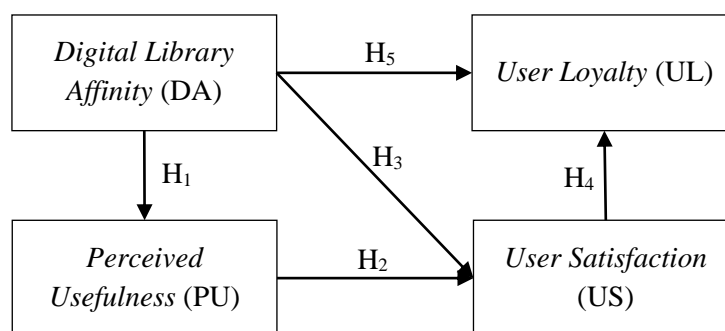 Digital Library
Affinity (DA)
H5
User Loyalty (UL)
H3
H1
H4
Perceived
Usefulness (PU)
H2
User Satisfaction
(US)